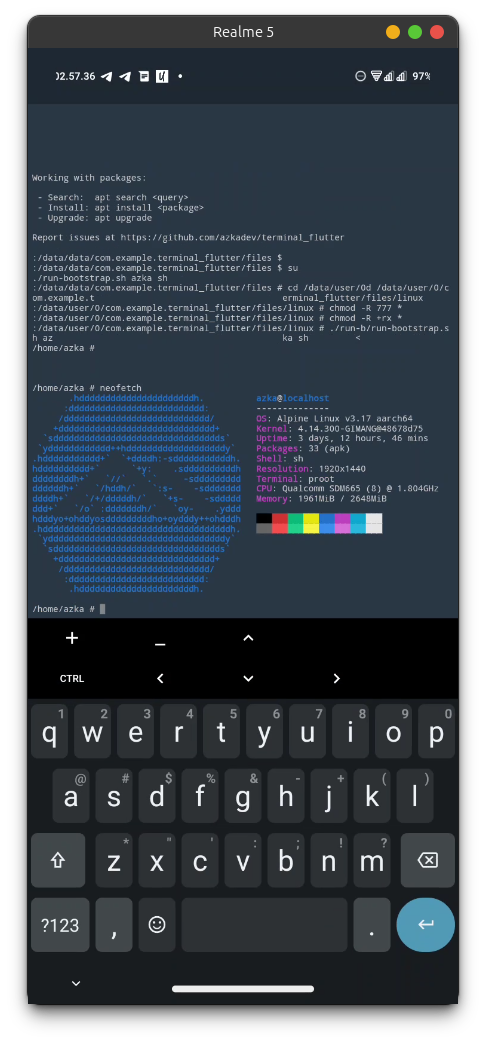 Realme 5
02.57.36
97%
Working with packages:
- Search:  apt search <query>
- Install: apt install <package>
- Upgrade: apt upgrade
Report issues at https://github.com/azkadev/terminal_flutter
:/data/data/com.example.terminal_flutter/files $
:/data/data/com.example.terminal_flutter/files $ su
./run-bootstrap.sh azka sh
:/data/data/com.example.terminal_flutter/files # cd /data/user/0d /data/user/0/c
om.example.t                                  erminal_flutter/files/linux
:/data/user/0/com.example.terminal_flutter/files/linux # chmod -R 777 *
:/data/user/0/com.example.terminal_flutter/files/linux # chmod -R +rx *
:/data/user/0/com.example.terminal_flutter/files/linux # ./run-b/run-bootstrap.s
h az                                          ka sh          <
/home/azka #
/home/azka # neofetch
azka@localhost
--------------
OS: Alpine Linux v3.17 aarch64
Kernel: 4.14.300-GIMANG@48678d75
Uptime: 3 days, 12 hours, 46 mins
Packages: 33 (apk)
Shell: sh
Resolution: 1920x1440
Terminal: proot
CPU: Qualcomm SDM665 (8) @ 1.804GHz
Memory: 1961MiB / 2648MiB
/home/azka #
+ _
CTRL
1 2 3 4 5 6 7 8 9 0
q w e r t y u i o p
@ # $ % & - + ( )
a s d f g h j k l
* " ' : ; ! ?
z x c v b n m
?123 , .